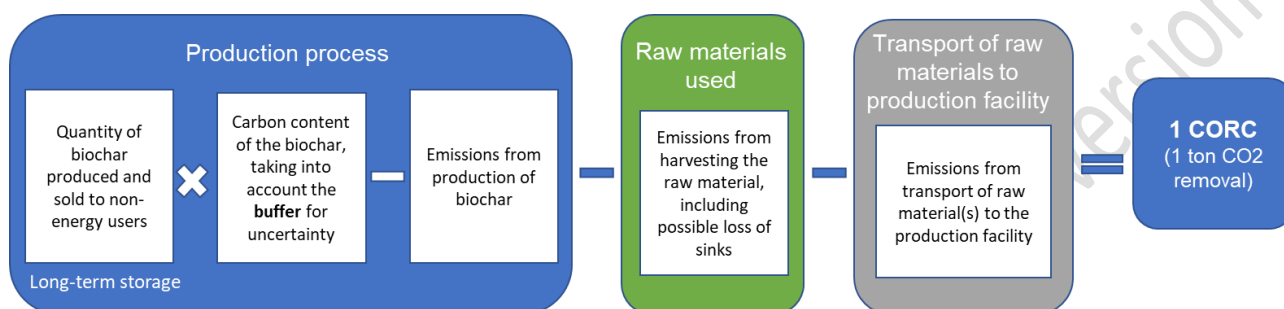 Production process
Quantity of
biochar
produced and
sold to non-
energy users
Long-term storage
Carbon content
of the biochar,
taking into
account the
buffer for
uncertainty
Emissions from
production of
biochar
Raw materials
used
Emissions from
harvesting the
raw material,
including
possible loss of
sinks
Transport of raw
materials to
production facility
Emissions from
transport of raw
material(s) to the
production facility
1 CORC
(1 ton CO2
removal)
version